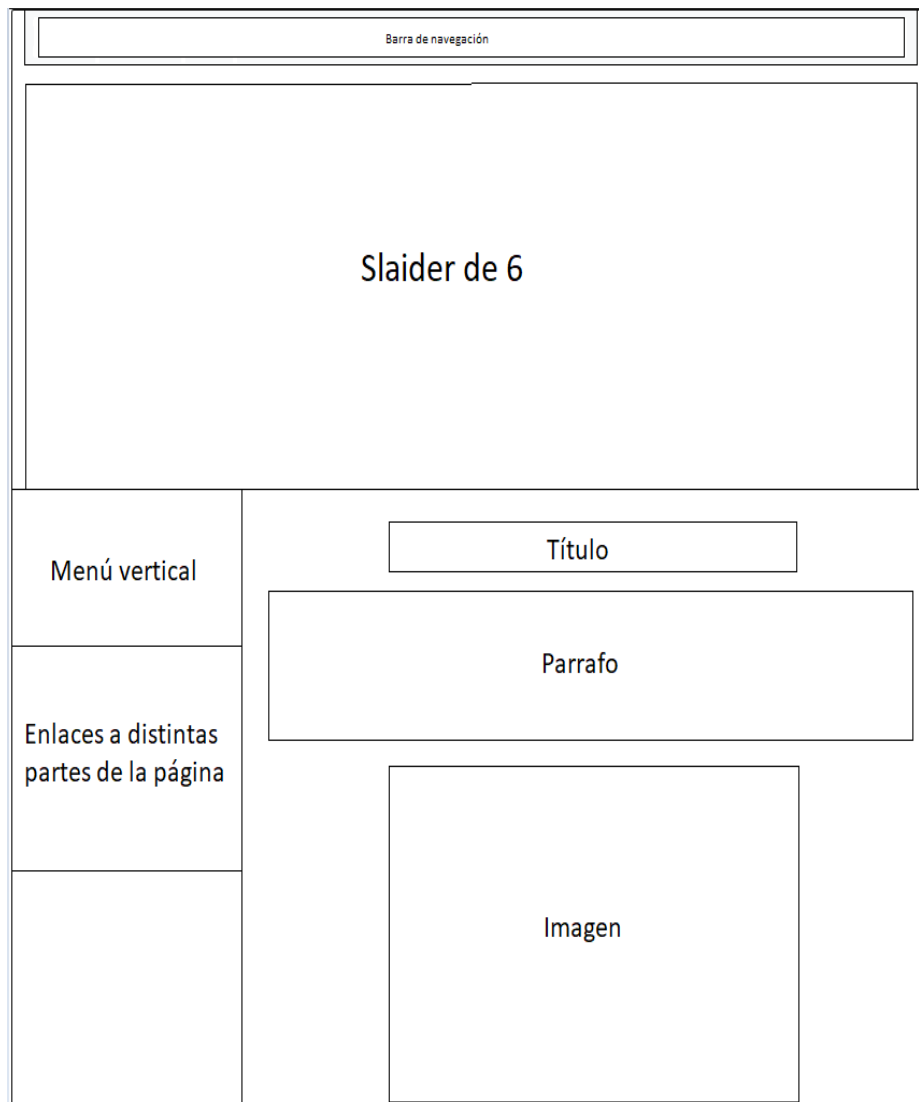 Barra de navegación
Slaider de 6
Menú vertical
Enlaces a distintas
partes de la página
Título
Parrafo
Imagen